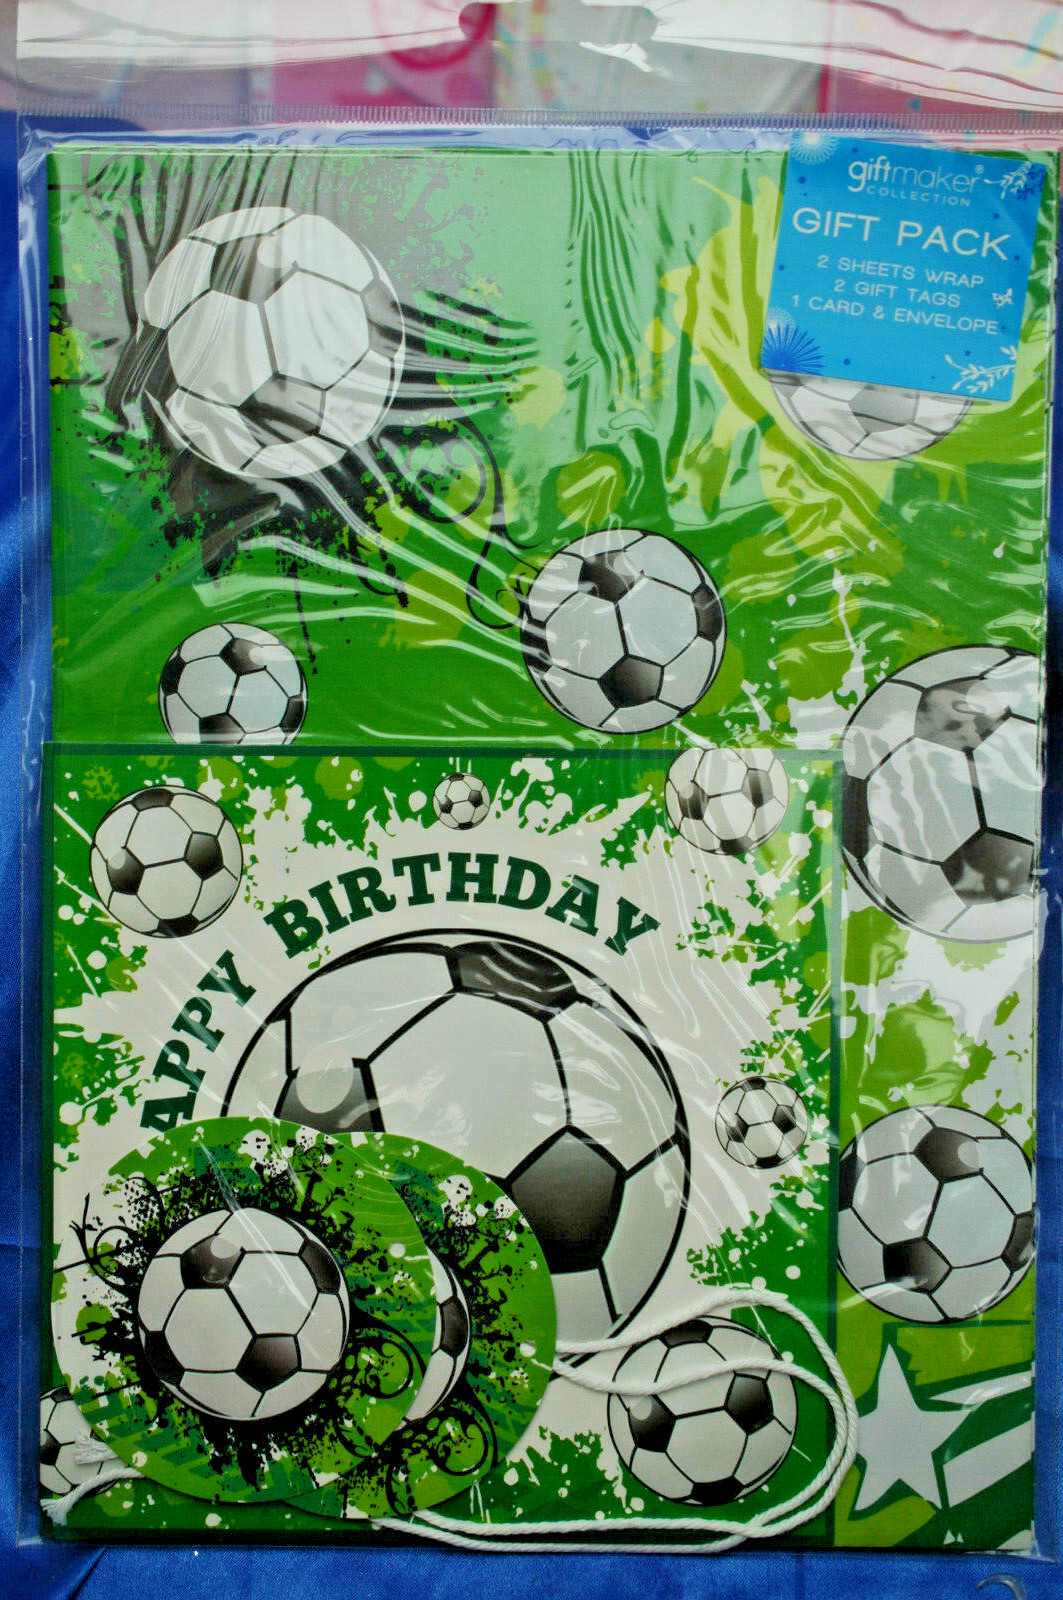 giftmaker®
COLLECTION
GIFT PACK
2 SHEETS WRAP
2 GIFT TAGS
1 CARD & ENVELOPE
APPY BIRTHDAY